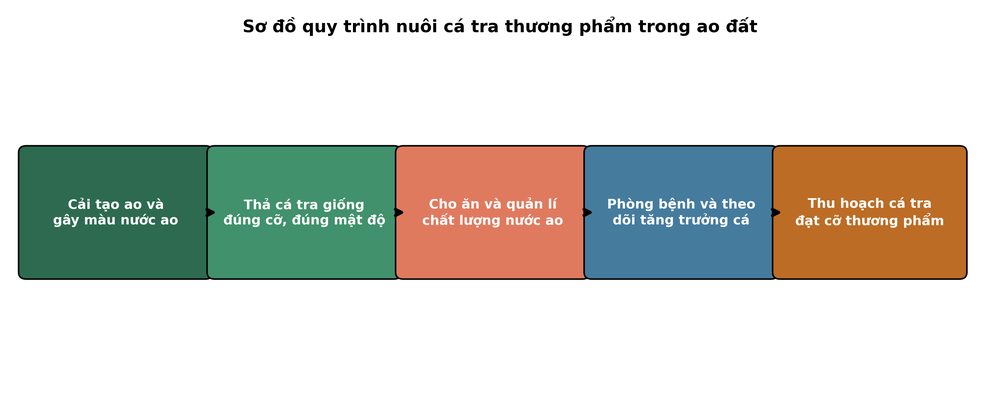 Sơ đồ quy trình nuôi cá tra thương phẩm trong ao đất
Cải tạo ao và
gây màu nước ao
Thả cá tra giống
đúng cỡ, đúng mật độ
Cho ăn và quản lí
chất lượng nước ao
Phòng bệnh và theo
dõi tăng trưởng cá
Thu hoạch cá tra
đạt cỡ thương phẩm